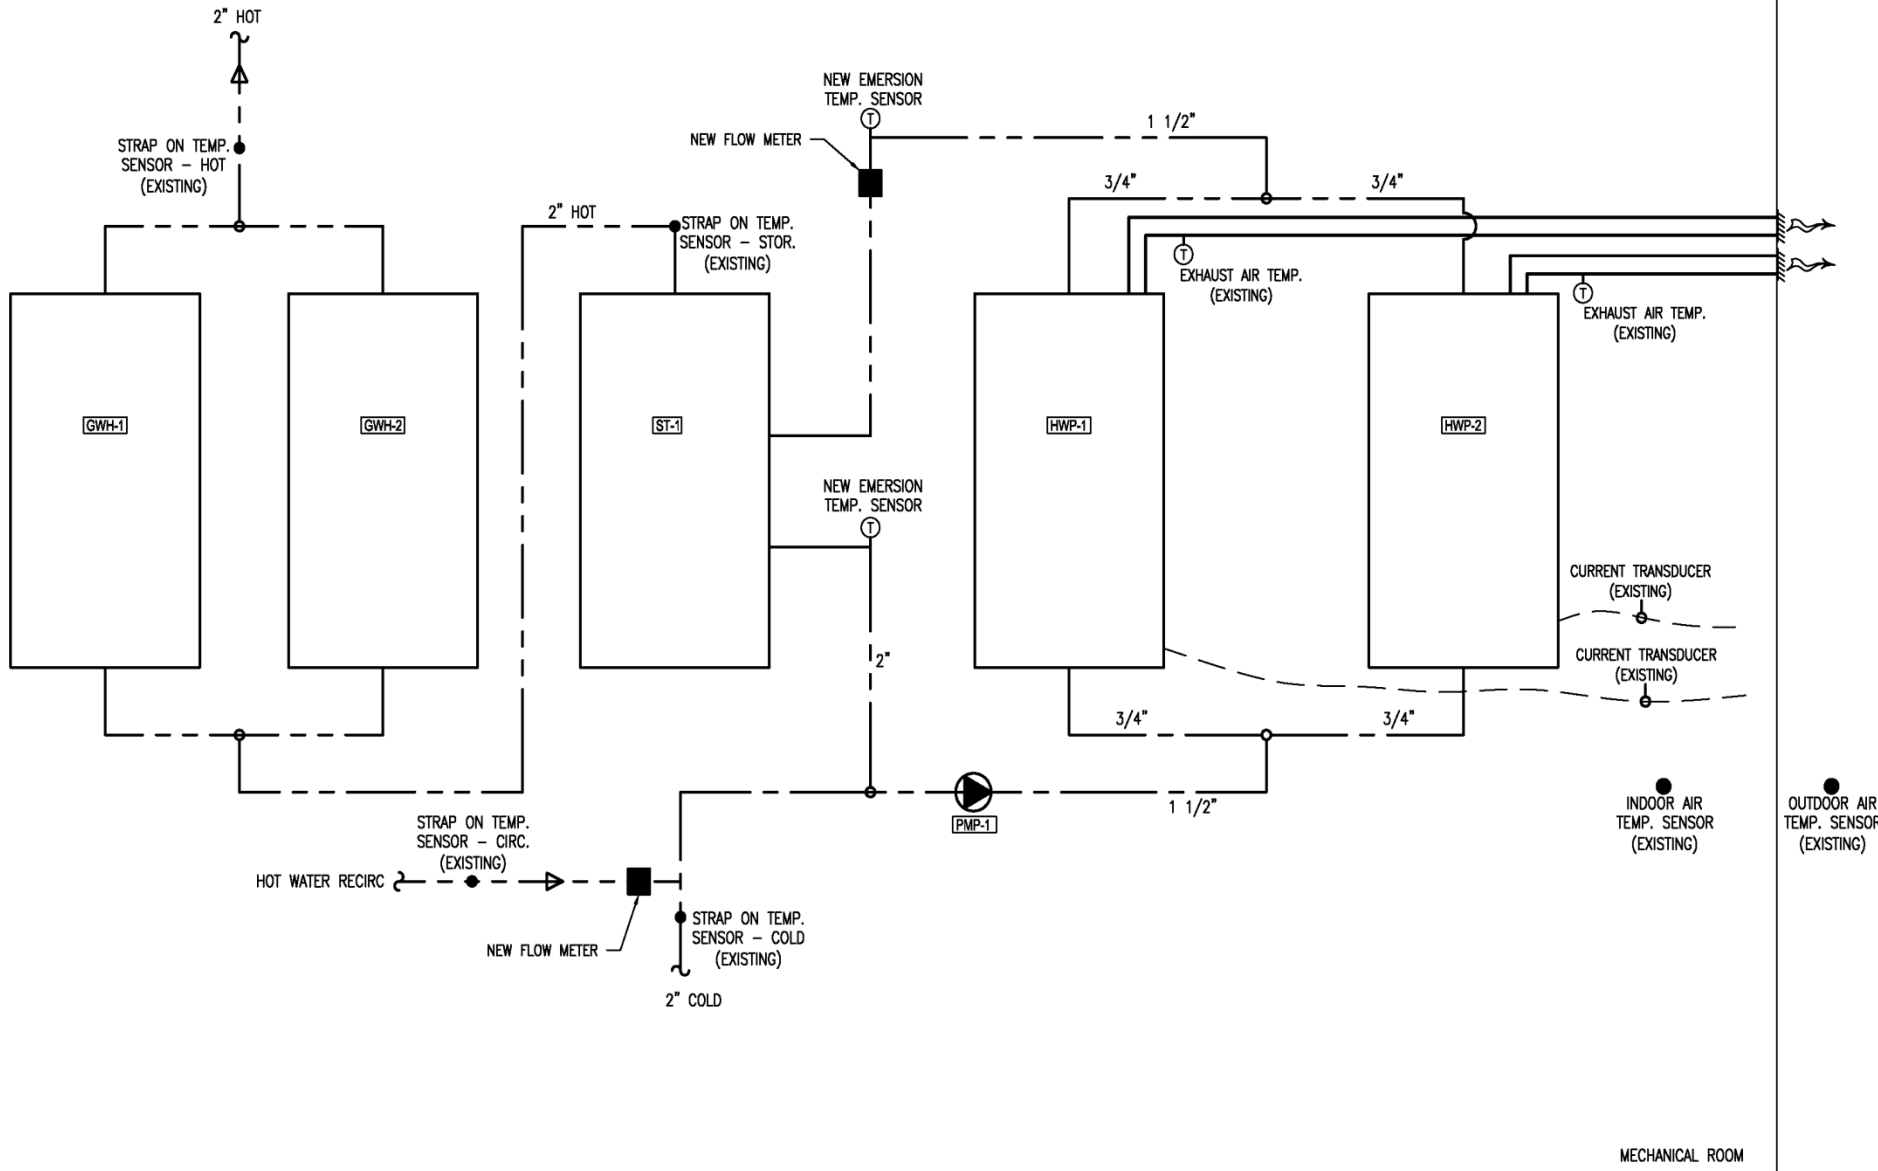 2" HOT
NEW EMERSION
TEMP. SENSOR
T
1 1/2"
NEW FLOW METER
STRAP ON TEMP.
SENSOR – HOT
(EXISTING)
3/4"
3/4"
2" HOT
STRAP ON TEMP.
SENSOR – STOR.
(EXISTING)
T
EXHAUST AIR TEMP.
(EXISTING)
T
EXHAUST AIR TEMP.
(EXISTING)
GWH-1
GWH-2
ST-1
HWP-1
HWP-2
NEW EMERSION
TEMP. SENSOR
T
CURRENT TRANSDUCER
(EXISTING)
2"
CURRENT TRANSDUCER
(EXISTING)
3/4"
3/4"
1 1/2"
PMP-1
INDOOR AIR
TEMP. SENSOR
(EXISTING)
OUTDOOR AIR
TEMP. SENSOR
(EXISTING)
STRAP ON TEMP.
SENSOR – CIRC.
(EXISTING)
HOT WATER RECIRC
STRAP ON TEMP.
SENSOR – COLD
(EXISTING)
NEW FLOW METER
2" COLD
MECHANICAL ROOM